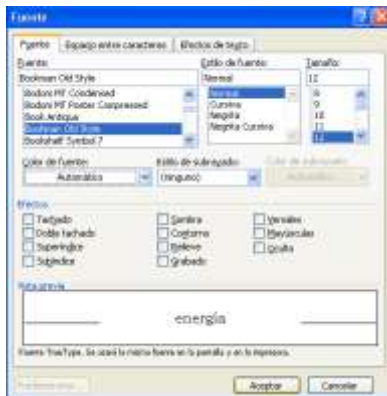 Fuente
Fuente Espacio entre caracteres Efectos de texto
Fuente: Estilo de fuente: Tamaño:
Bookman Old Style Normal 12
Bodoni MT Condensed Normal 8
Bodoni MT Poster Compressed Cursiva 9
Book Antiqua Negrita 10
Bookman Old Style Negrita Cursiva 11
Bookshelf Symbol 7 12
Color de fuente: Estilo de subrayado: Color de subrayado:
Automático (ninguno) Automático
Efectos
Tachado Sombra Versales
Doble tachado Contorno Mayúsculas
Superíndice Relieve Oculto
Subíndice Grabado
Vista previa
energía
Fuente TrueType. Se usará la misma fuente en la pantalla y en la impresora.
Predeterminar... Aceptar Cancelar